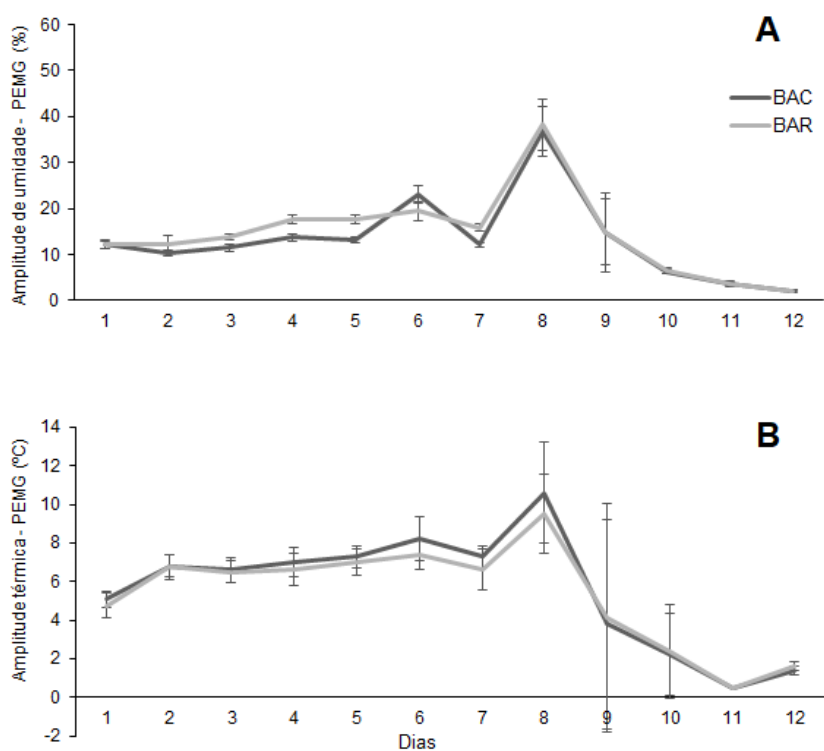 A
Amplitude de umidade - PEMG (%)
60
50
40
30
20
10
0
BAC
BAR
1 2 3 4 5 6 7 8 9 10 11 12
B
Amplitude térmica - PEMG (ºC)
14
12
10
8
6
4
2
0
-2
1 2 3 4 5 6 7 8 9 10 11 12
Dias